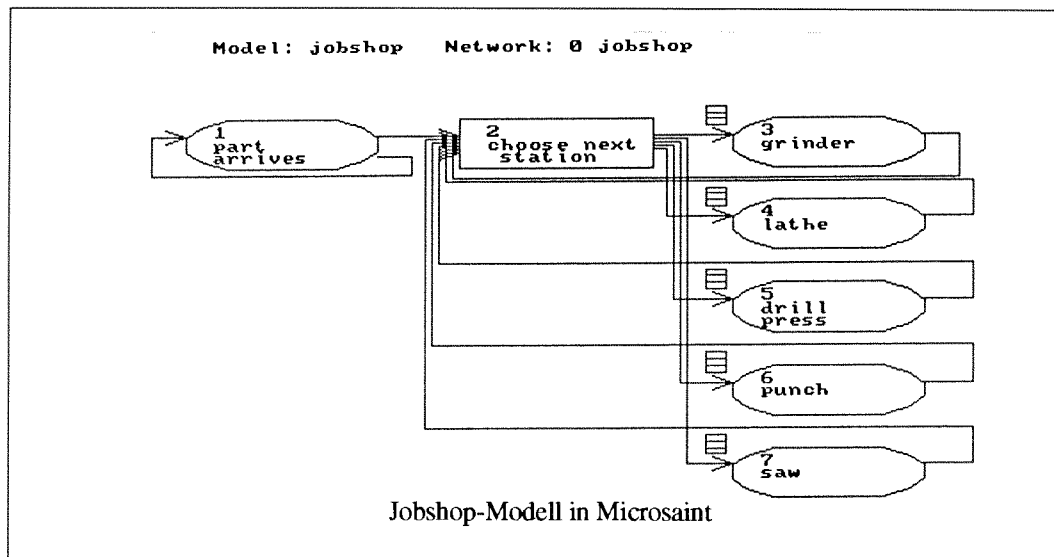 Model: jobshop Network: 0 jobshop
1
part
arrives
2
choose next
station
3
grinder
4
lathe
5
drill
press
6
punch
7
saw
Jobshop-Modell in Microsaint